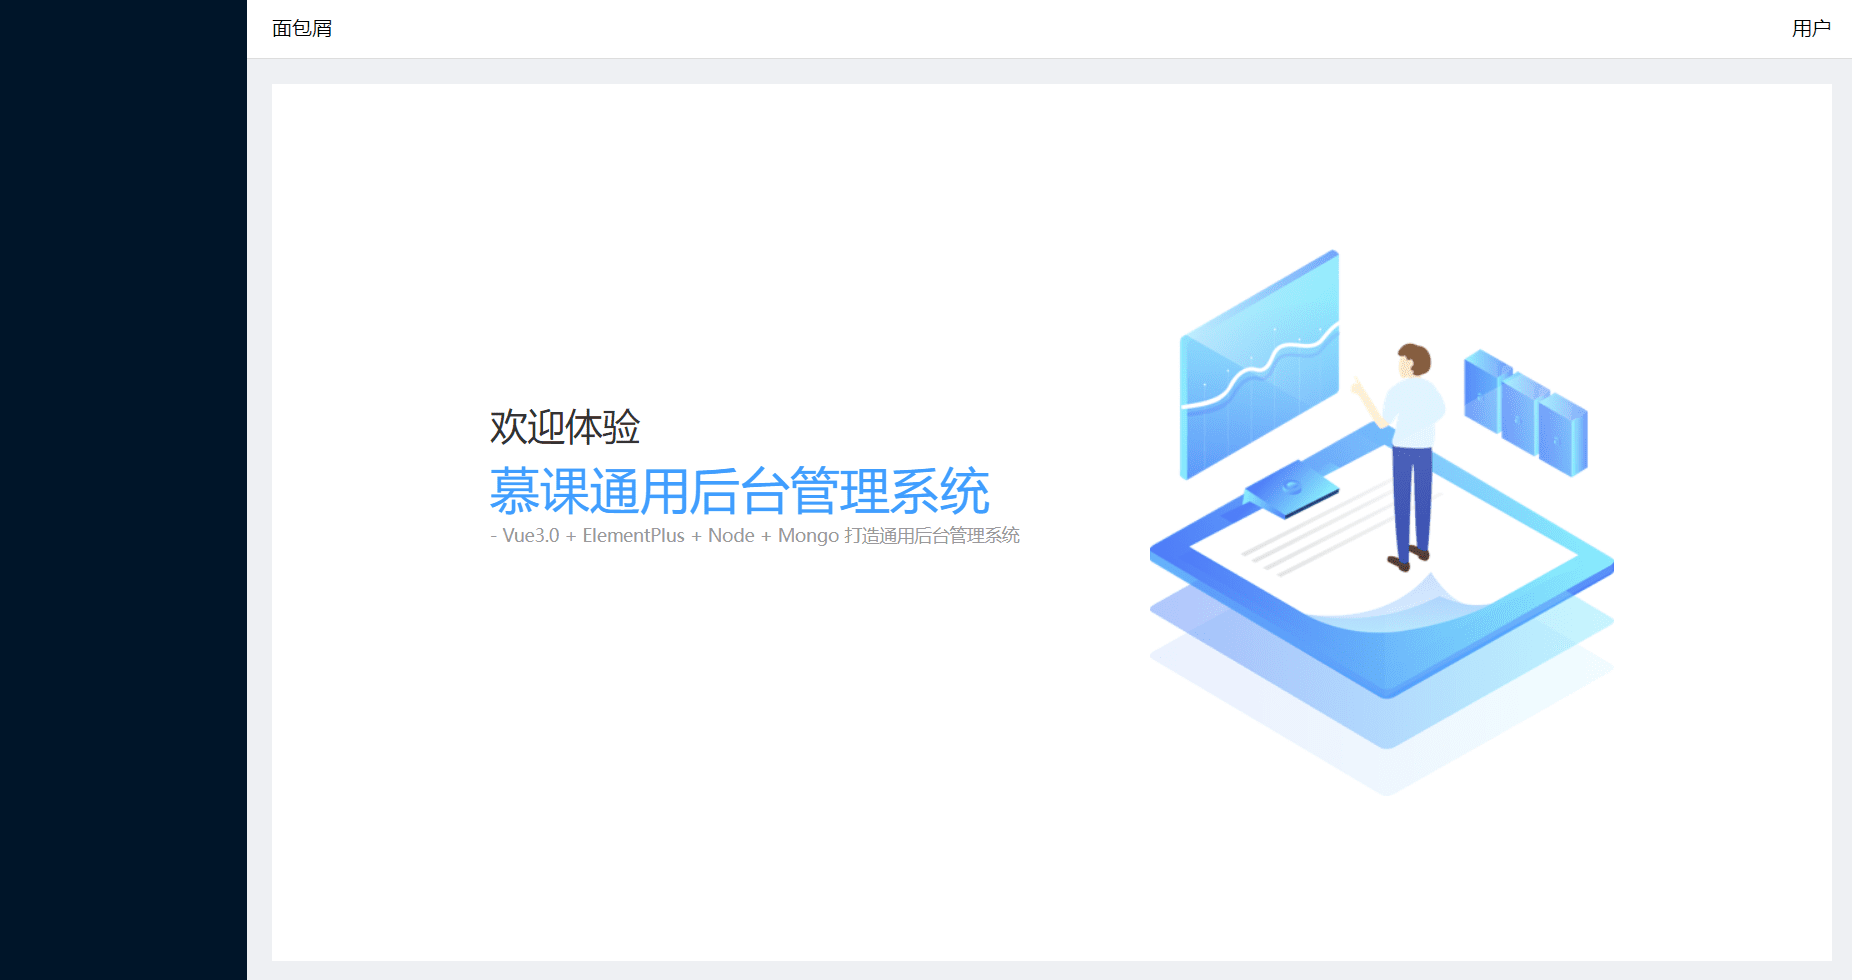 面包屑
用户
欢迎体验
慕课通用后台管理系统
- Vue3.0 + ElementPlus + Node + Mongo 打造通用后台管理系统